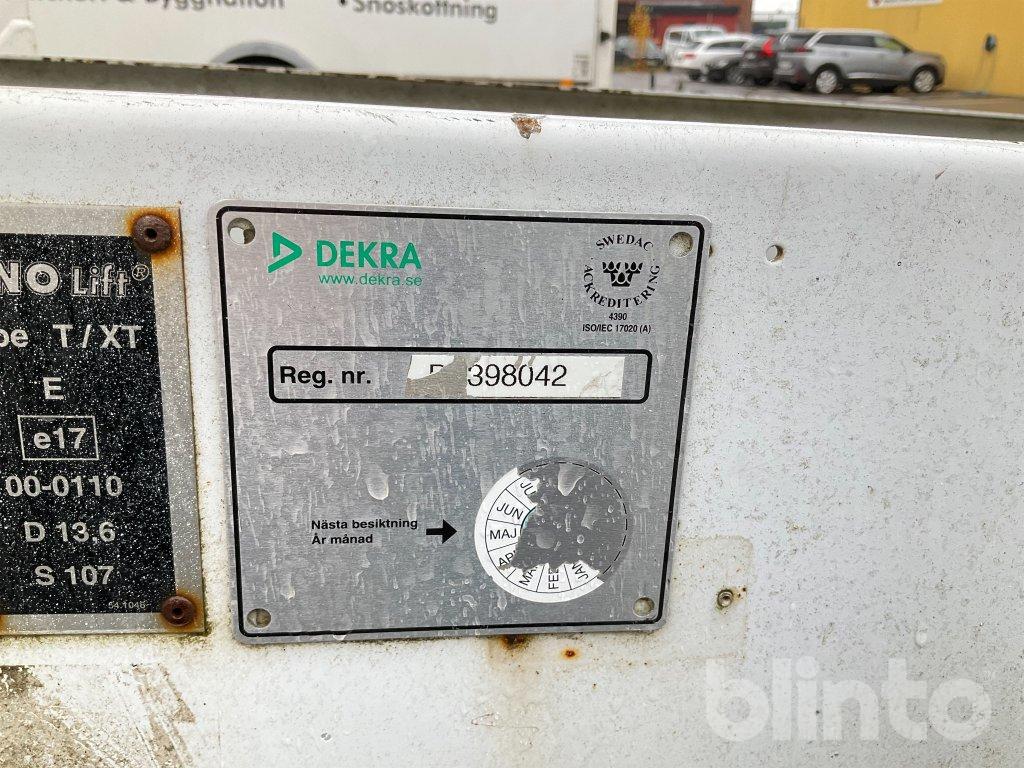 • Snöskottning
NO Lift®
T/XT
E
e17
00-0110
D 13.6
S 107
DEKRA
www.dekra.se
SWEDAC
ACKREDITERING
4390
ISO/IEC 17020 (A)
Reg. nr.
398042
Nästa besiktning
År månad
JUN
MAJ
FEB
JAN
blinto